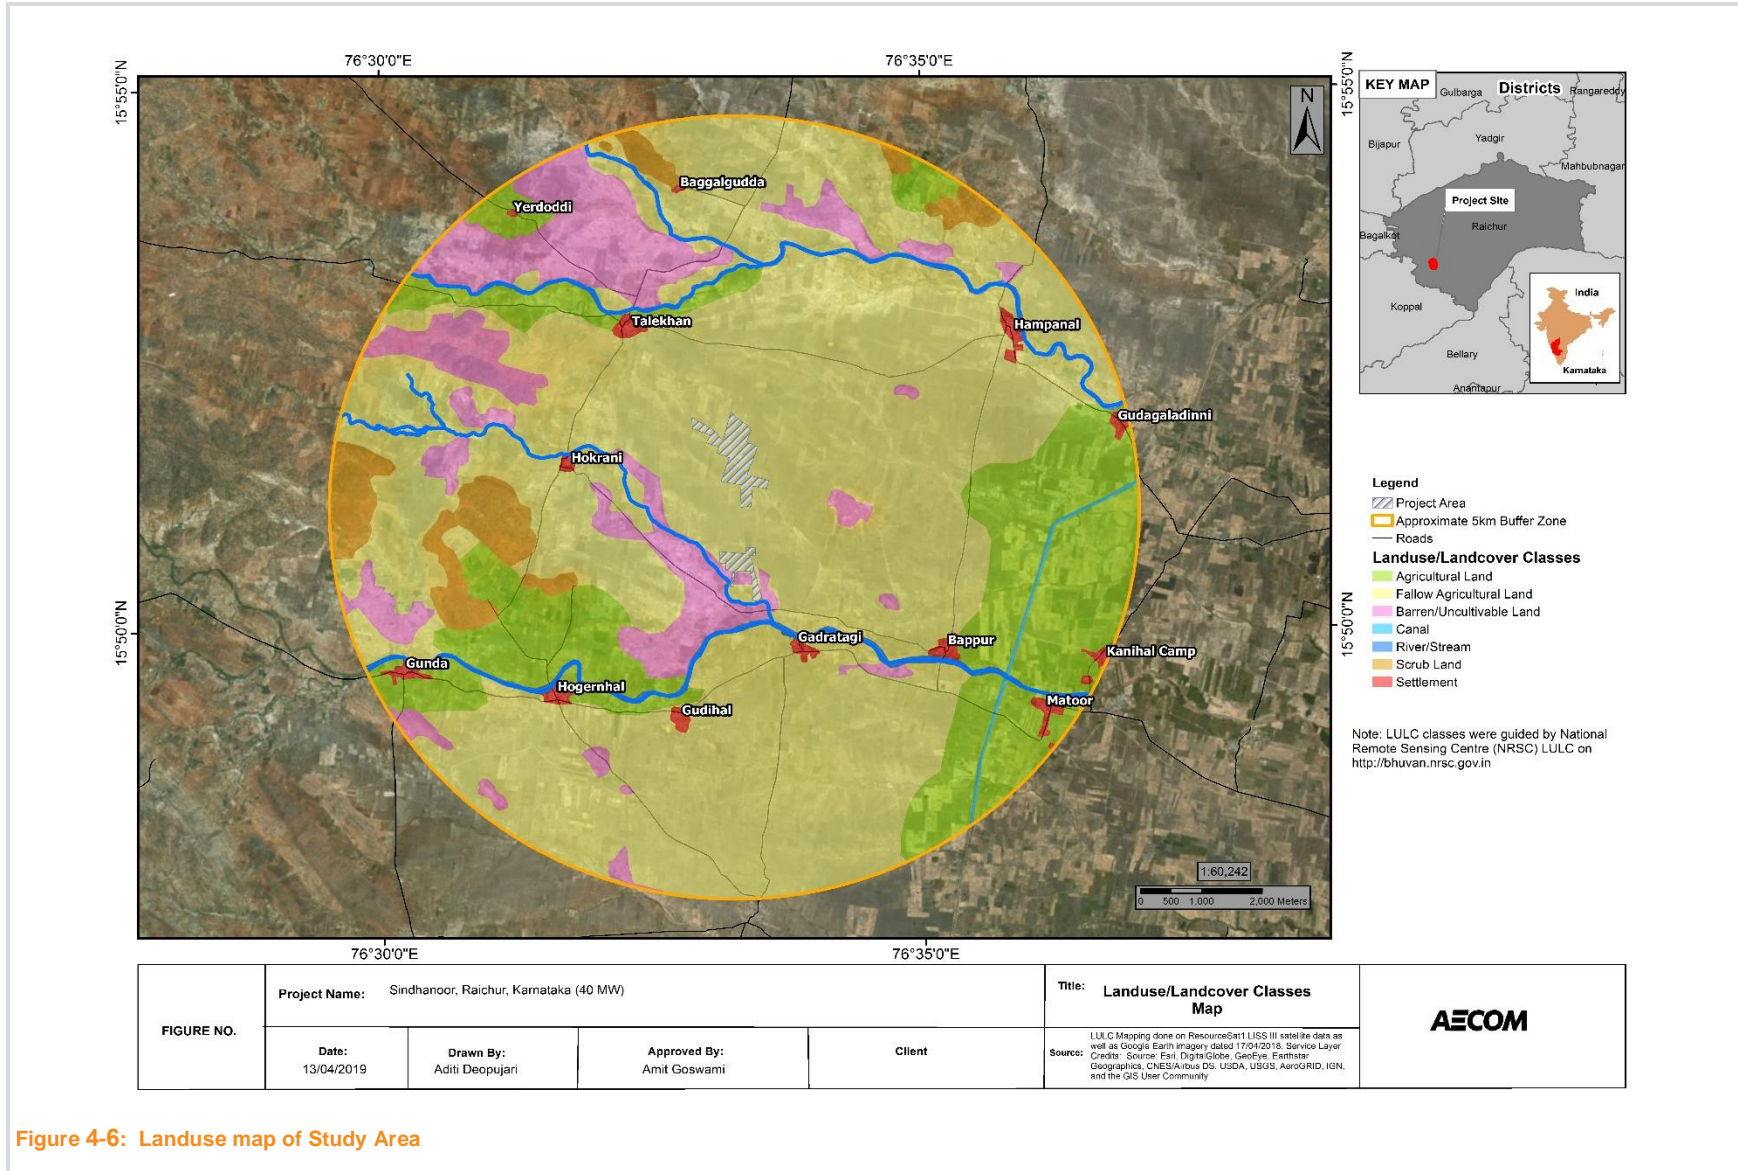 76°30'0"E
76°35'0"E
15°55'0"N
15°55'0"N
N
Baggalgudda
Yerdoddi
Talekhan
Hampanal
Gudagaladinni
Hokrani
15°50'0"N
15°50'0"N
Gadratagi
Bappur
Kanihal Camp
Gunda
Hogernhal
Gudihal
Matoor
1:60,242
0 500 1,000 2,000 Meters
76°30'0"E
76°35'0"E
KEY MAP
Districts
Gulbarga
Rangareddy
Yadgir
Bijapur
Mahbubnagar
Project Site
Raichur
Bagalkot
Koppal
India
Bellary
Karnataka
Anantapur
Legend
Project Area
Approximate 5km Buffer Zone
Roads
Landuse/Landcover Classes
Agricultural Land
Fallow Agricultural Land
Barren/Uncultivable Land
Canal
River/Stream
Scrub Land
Settlement
Note: LULC classes were guided by National
Remote Sensing Centre (NRSC) LULC on
http://bhuvan.nrsc.gov.in
FIGURE NO.
Project Name: Sindhanoor, Raichur, Karnataka (40 MW)
Title: Landuse/Landcover Classes
Map
Date:
13/04/2019
Drawn By:
Aditi Deopujari
Approved By:
Amit Goswami
Client
Source: LULC Mapping done on ResourceSat1 LISS III satellite data as
well as Google Earth imagery dated 17/04/2018. Service Layer
Credits: Source: Esri, DigitalGlobe, GeoEye, Earthstar
Geographics, CNES/Airbus DS, USDA, USGS, AeroGRID, IGN,
and the GIS User Community
AECOM
Figure 4-6: Landuse map of Study Area